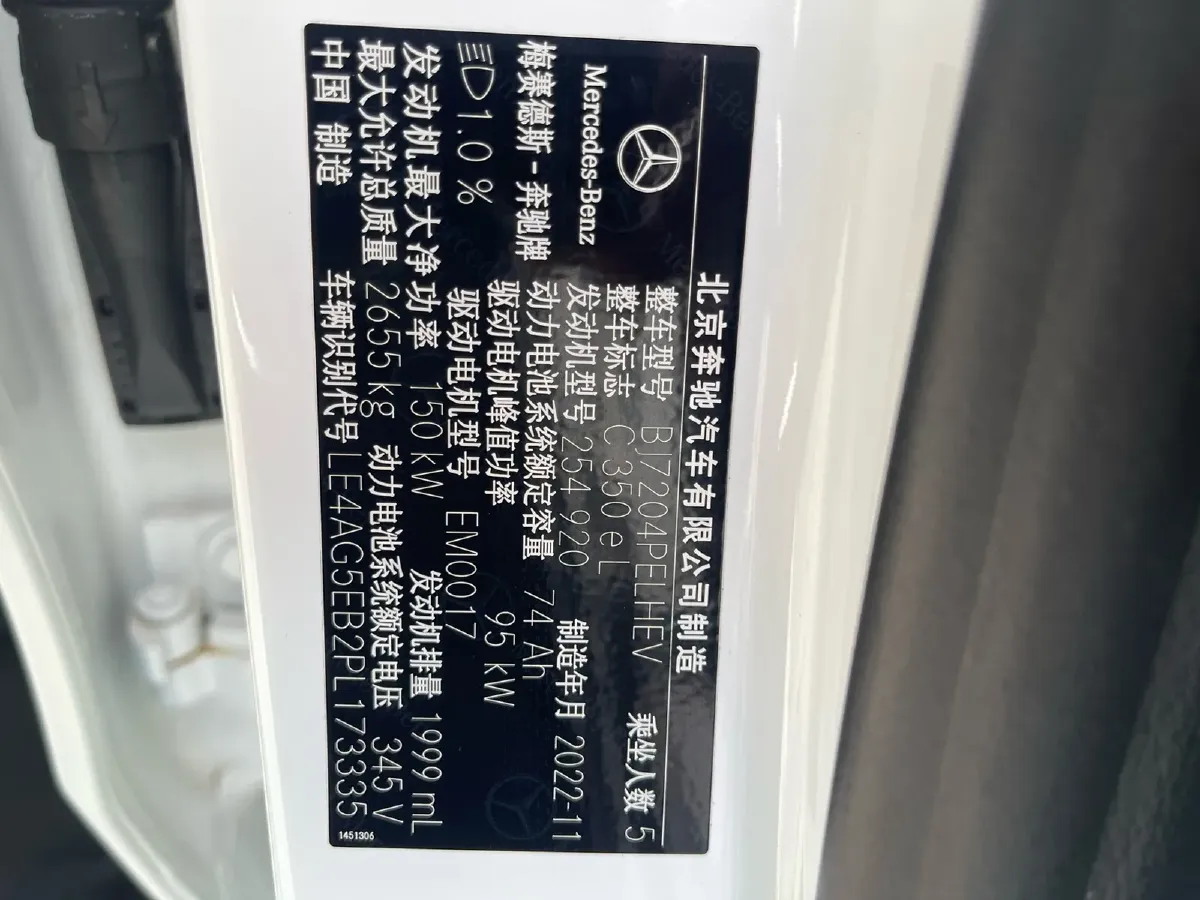 北京奔驰汽车有限公司制造
Mercedes-Benz
梅赛德斯-奔驰牌
整车型号 BJ7204PELHEV 乘坐人数 5
整车标志 C 350 e L
发动机型号 254 920 制造年月 2022-11
动力电池系统额定容量 74 Ah
驱动电机峰值功率 95 kW
1.0 % 驱动电机型号 EM0017
发动机最大净功率 150 kW 发动机排量 1999 mL
最大允许总质量 2655 kg 动力电池系统额定电压 345 V
中国 制造 车辆识别代号 LE4AG5EB2PL173335
1451306